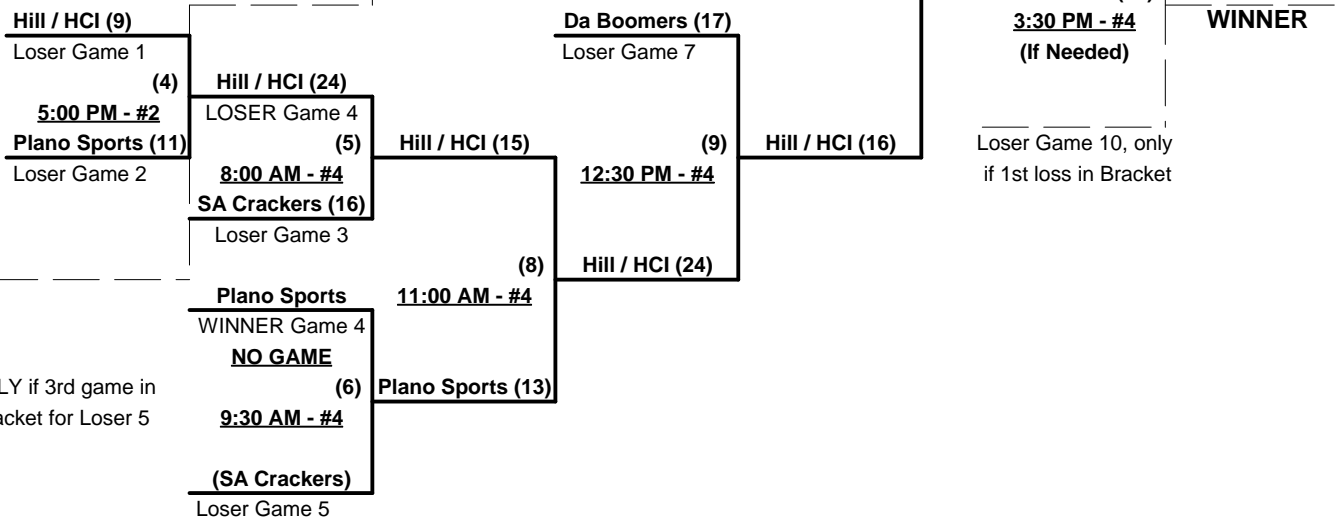 Hill / HCI (9)
Loser Game 1
(4)
5:00 PM - #2
Plano Sports (11)
Loser Game 2
Hill / HCI (24)
LOSER Game 4
(5)
8:00 AM - #4
SA Crackers (16)
Loser Game 3
Plano Sports
WINNER Game 4
NO GAME
(6)
9:30 AM - #4
(SA Crackers)
Loser Game 5
if 3rd game in
for Loser 5
Hill / HCI (15)
(8)
11:00 AM - #4
Plano Sports (13)
Da Boomers (17)
Loser Game 7
(9)
12:30 PM - #4
Hill / HCI (24)
Hill / HCI (16)
3:30 PM - #4
(If Needed)
Loser Game 10, only
if 1st loss in Bracket
WINNER